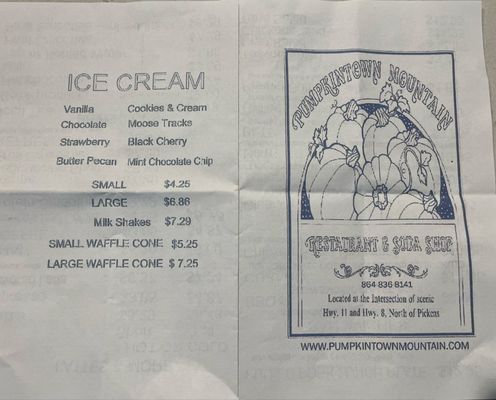 ICE CREAM
Vanilla Cookies & Cream
Chocolate Moose Tracks
Strawberry Black Cherry
Butter Pecan Mint Chocolate Chip
SMALL $4.25
LARGE $6.86
Milk Shakes $7.29
SMALL WAFFLE CONE $5.25
LARGE WAFFLE CONE $7.25
PUMPKINTOWN MOUNTAIN
RESTAURANT & SODA SHOP
864 836 8141
Located at the Intersection of scenic
Hwy. 11 and Hwy. 8, North of Pickens
WWW.PUMPKINTOWNMOUNTAIN.COM